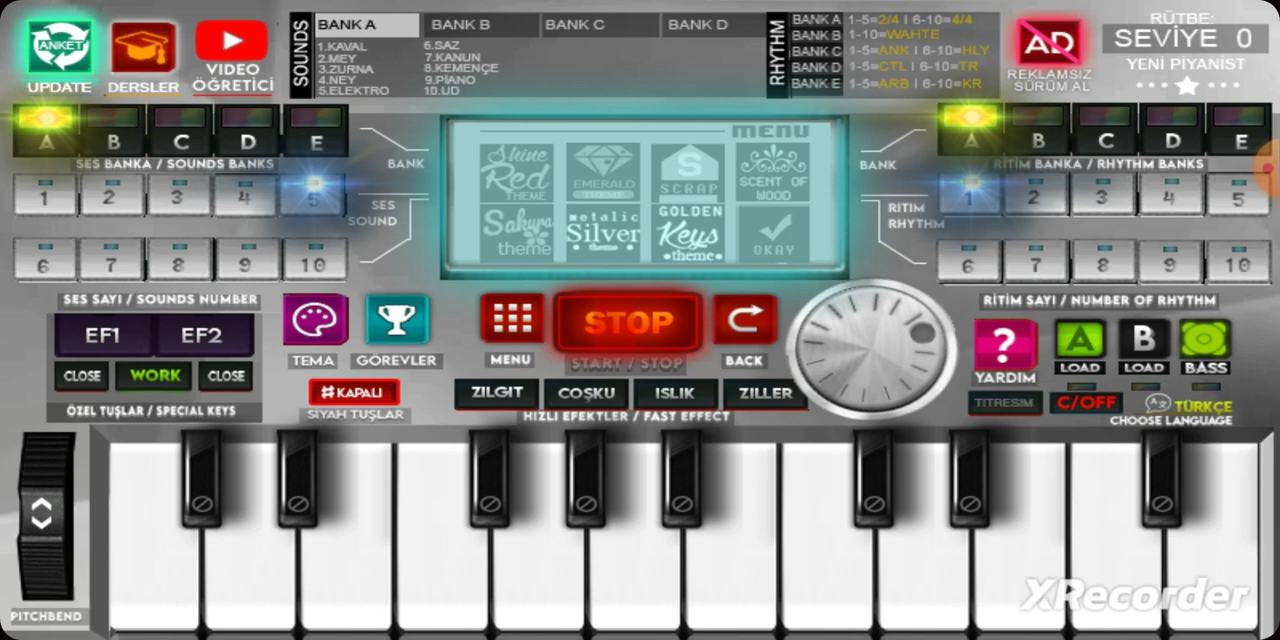 ANKET
UPDATE
DERSLER
VIDEO
ÖĞRETİCİ
SOUNDS
BANK A
BANK B
BANK C
BANK D
1.KAVAL
2.MEY
3.ZURNA
4.NEY
5.ELEKTRO
6.SAZ
7.KANUN
8.KEMENÇE
9.PİANO
10.UD
RHYTHM
BANK A 1-5=2/4 I 6-10=4/4
BANK B 1-10=WAHTE
BANK C 1-5=ANK I 6-10=HLY
BANK D 1-5=CTL I 6-10=TR
BANK E 1-5=ARB I 6-10=KR
AD
REKLAMSIZ
SÜRÜM AL
RÜTBE:
SEVİYE 0
YENİ PİYANİST
A B C D E
SES BANKA / SOUNDS BANKS
1 2 3 4 5
6 7 8 9 10
BANK
SES
SOUND
MENU
Shine
Red
THEME
EMERALD
THEME
S
SCRAP
SCENT OF
WOOD
Sakura
theme
metalic
Silver
theme
GOLDEN
Keys
theme
OKAY
BANK
RITIM
RHYTHM
A B C D E
RİTİM BANKA / RHYTHM BANKS
1 2 3 4 5
6 7 8 9 10
SES SAYI / SOUNDS NUMBER
EF1 EF2
CLOSE WORK CLOSE
ÖZEL TUŞLAR / SPECIAL KEYS
TEMA
GÖREVLER
#KAPALI
SİYAH TUŞLAR
MENU
STOP
START / STOP
BACK
ZILGIT COŞKU ISLIK ZILLER
HIZLI EFEKTLER / FAST EFFECT
RİTİM SAYI / NUMBER OF RHYTHM
?
YARDIM
A
LOAD
B
LOAD
BASS
TITRESIM
C/OFF
TÜRKÇE
CHOOSE LANGUAGE
PITCHBEND
XRecorder